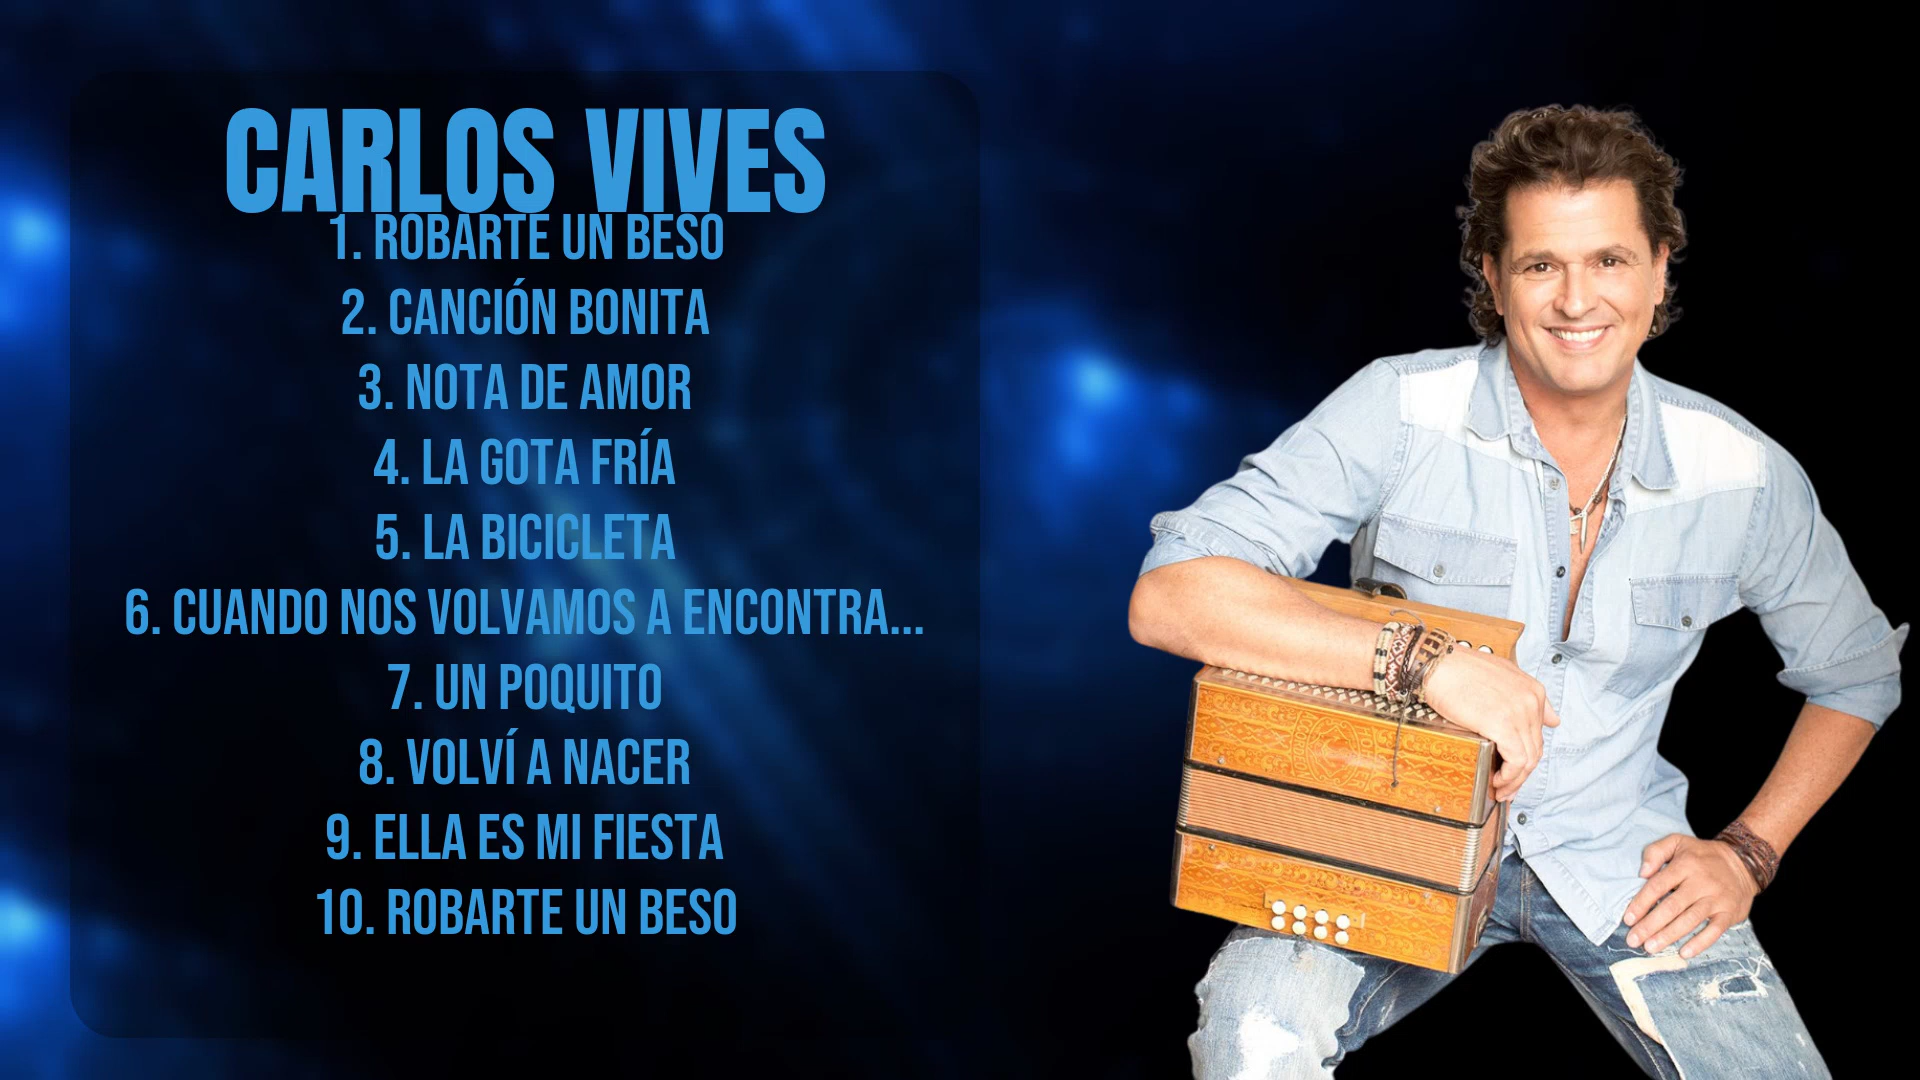 CARLOS VIVES
1. ROBARTE UN BESO
2. CANCIÓN BONITA
3. NOTA DE AMOR
4. LA GOTA FRÍA
5. LA BICICLETA
6. CUANDO NOS VOLVAMOS A ENCONTRA...
7. UN POQUITO
8. VOLVÍ A NACER
9. ELLA ES MI FIESTA
10. ROBARTE UN BESO